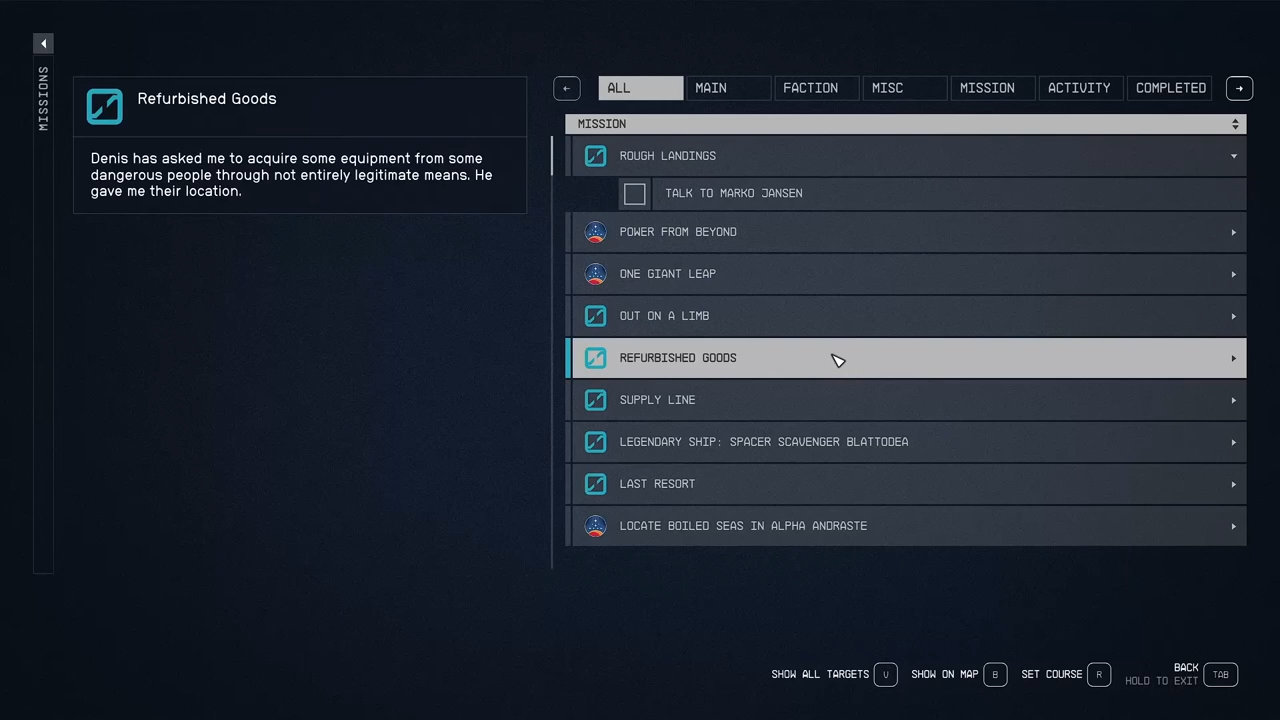 MISSIONS
Refurbished Goods
Denis has asked me to acquire some equipment from some
dangerous people through not entirely legitimate means. He
gave me their location.
ALL MAIN FACTION MISC MISSION ACTIVITY COMPLETED
MISSION
ROUGH LANDINGS
TALK TO MARKO JANSEN
POWER FROM BEYOND
ONE GIANT LEAP
OUT ON A LIMB
REFURBISHED GOODS
SUPPLY LINE
LEGENDARY SHIP: SPACER SCAVENGER BLATTODEA
LAST RESORT
LOCATE BOILED SEAS IN ALPHA ANDRASTE
SHOW ALL TARGETS V SHOW ON MAP B SET COURSE R BACK TAB
HOLD TO EXIT